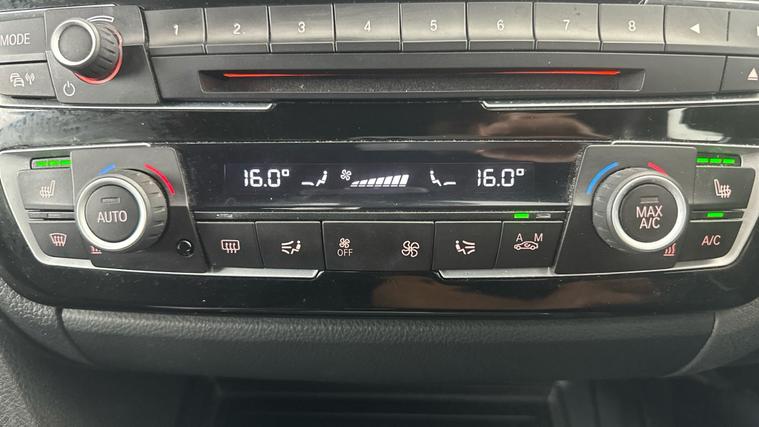 MODE 1 2 3 4 5 6 7 8
16.0° 16.0°
AUTO
MAX
A/C
A M
OFF
A/C